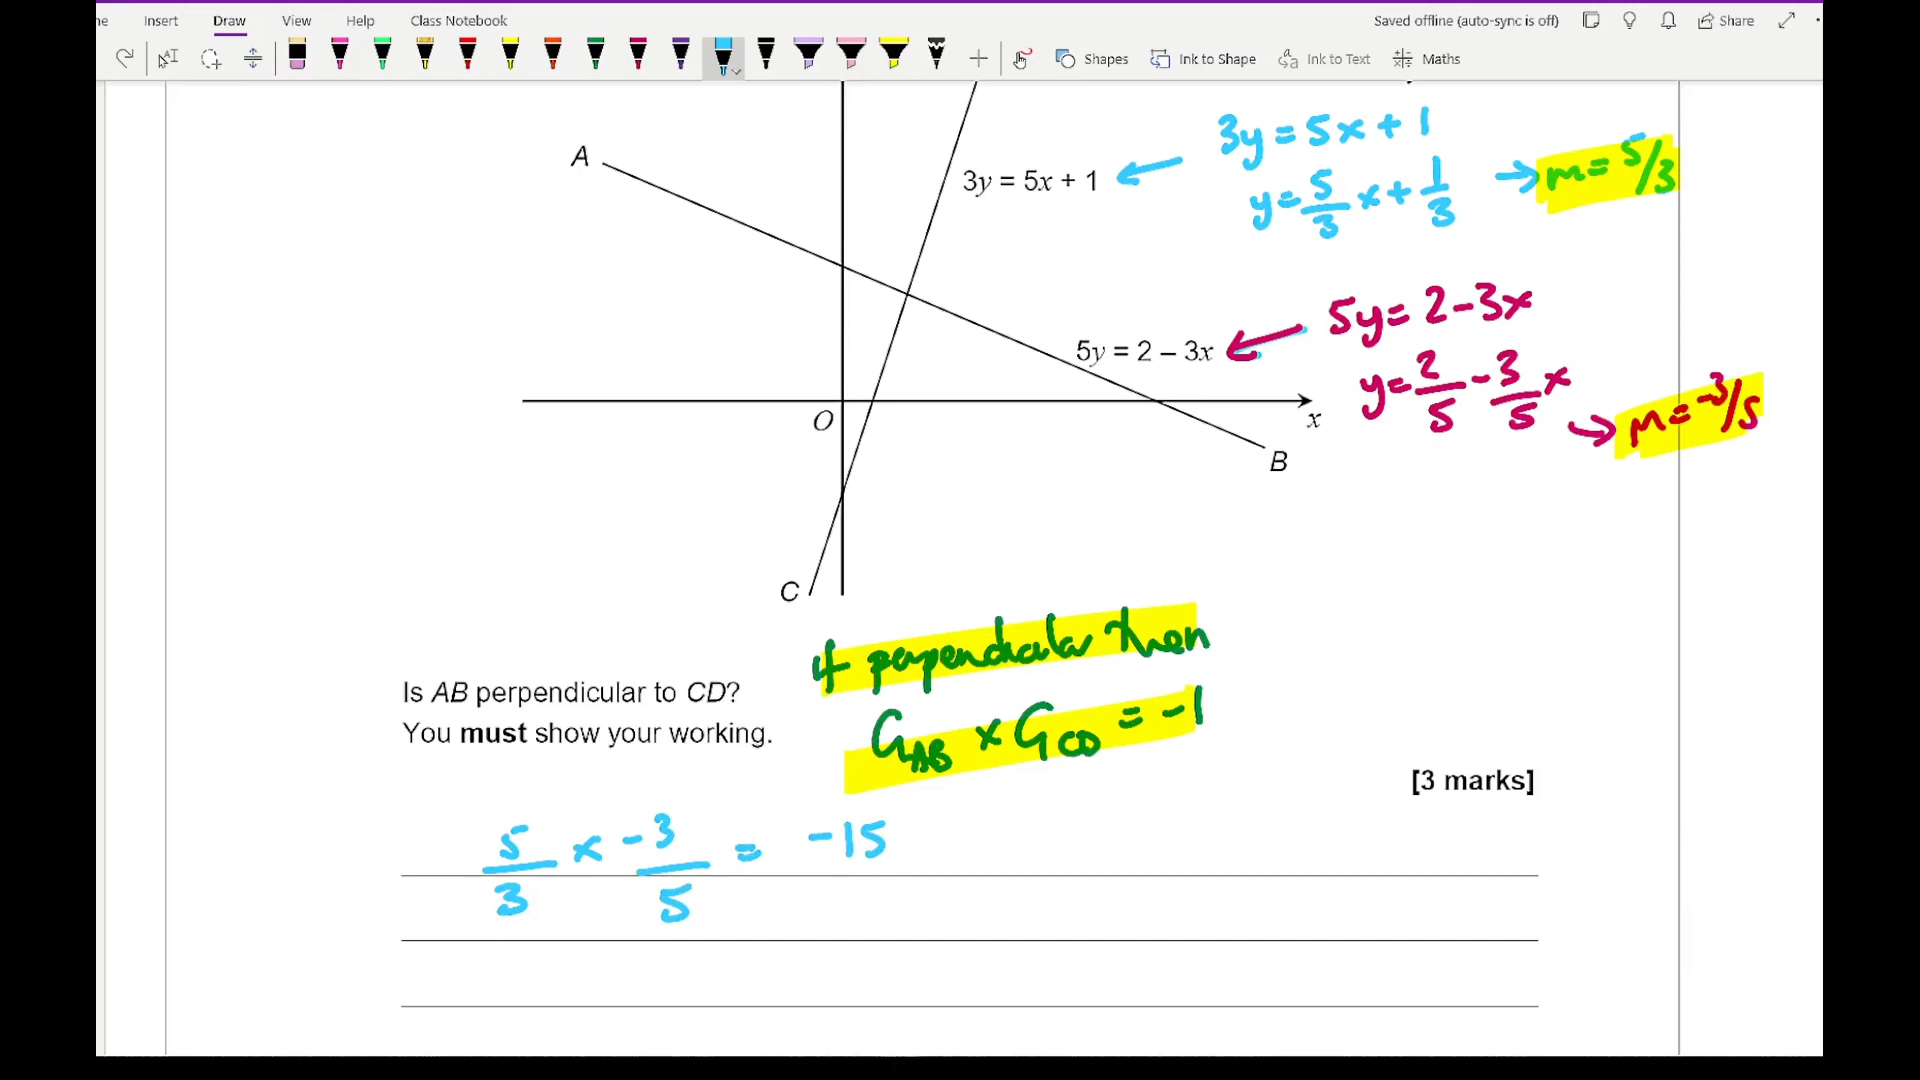 Insert Draw View Help Class Notebook Saved offline (auto-sync is off) Share
Shapes Ink to Shape Ink to Text Maths
A
3y = 5x + 1
3y = 5x + 1
y = 5/3 x + 1/3
m = 5/3
5y = 2 – 3x
5y = 2 - 3x
y = 2/5 - 3/5 x
m = -3/5
O
x
B
C
if perpendicular then
Is AB perpendicular to CD?
G_AB × G_CD = -1
You must show your working.
[3 marks]
5/3 × -3/5 = -15